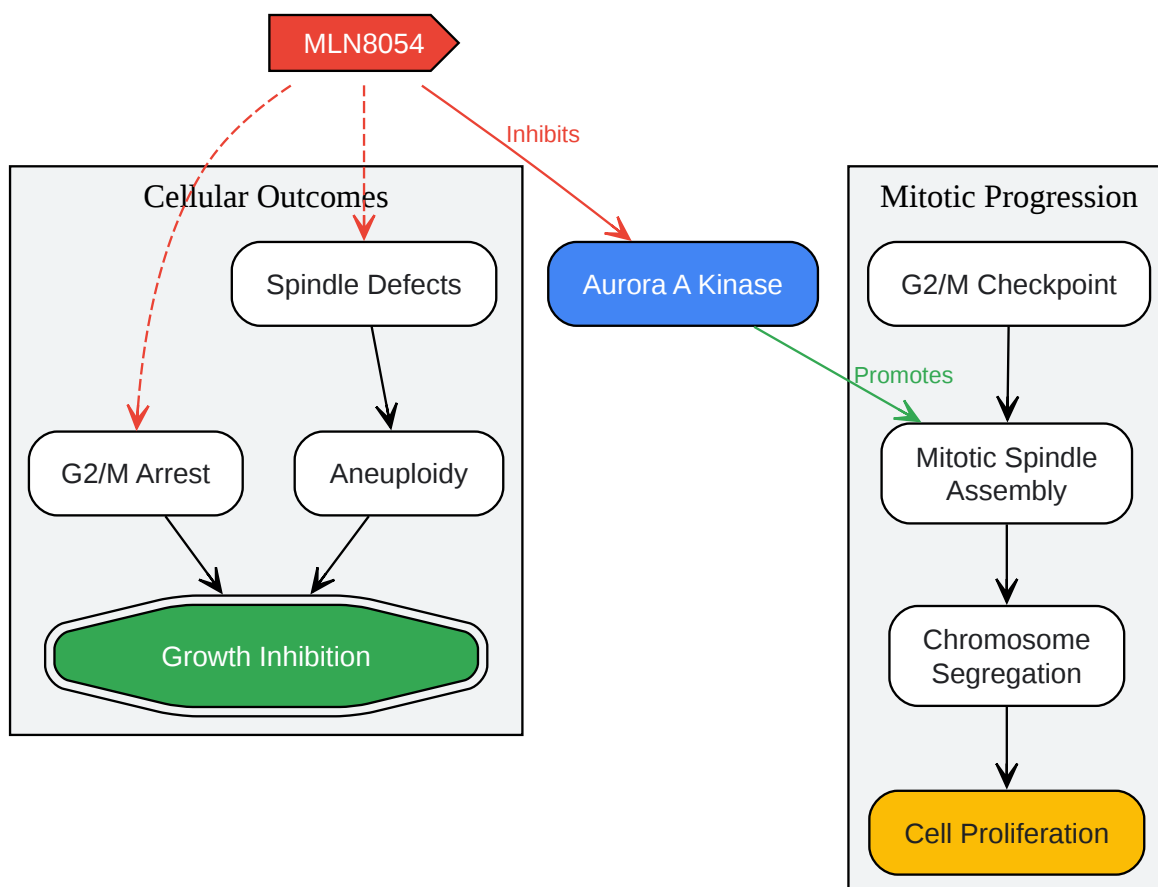 MLN8054
Inhibits
Cellular Outcomes
Mitotic Progression
Spindle Defects
Aurora A Kinase
G2/M Checkpoint
Promotes
G2/M Arrest
Aneuploidy
Mitotic Spindle
Assembly
Growth Inhibition
Chromosome
Segregation
Cell Proliferation